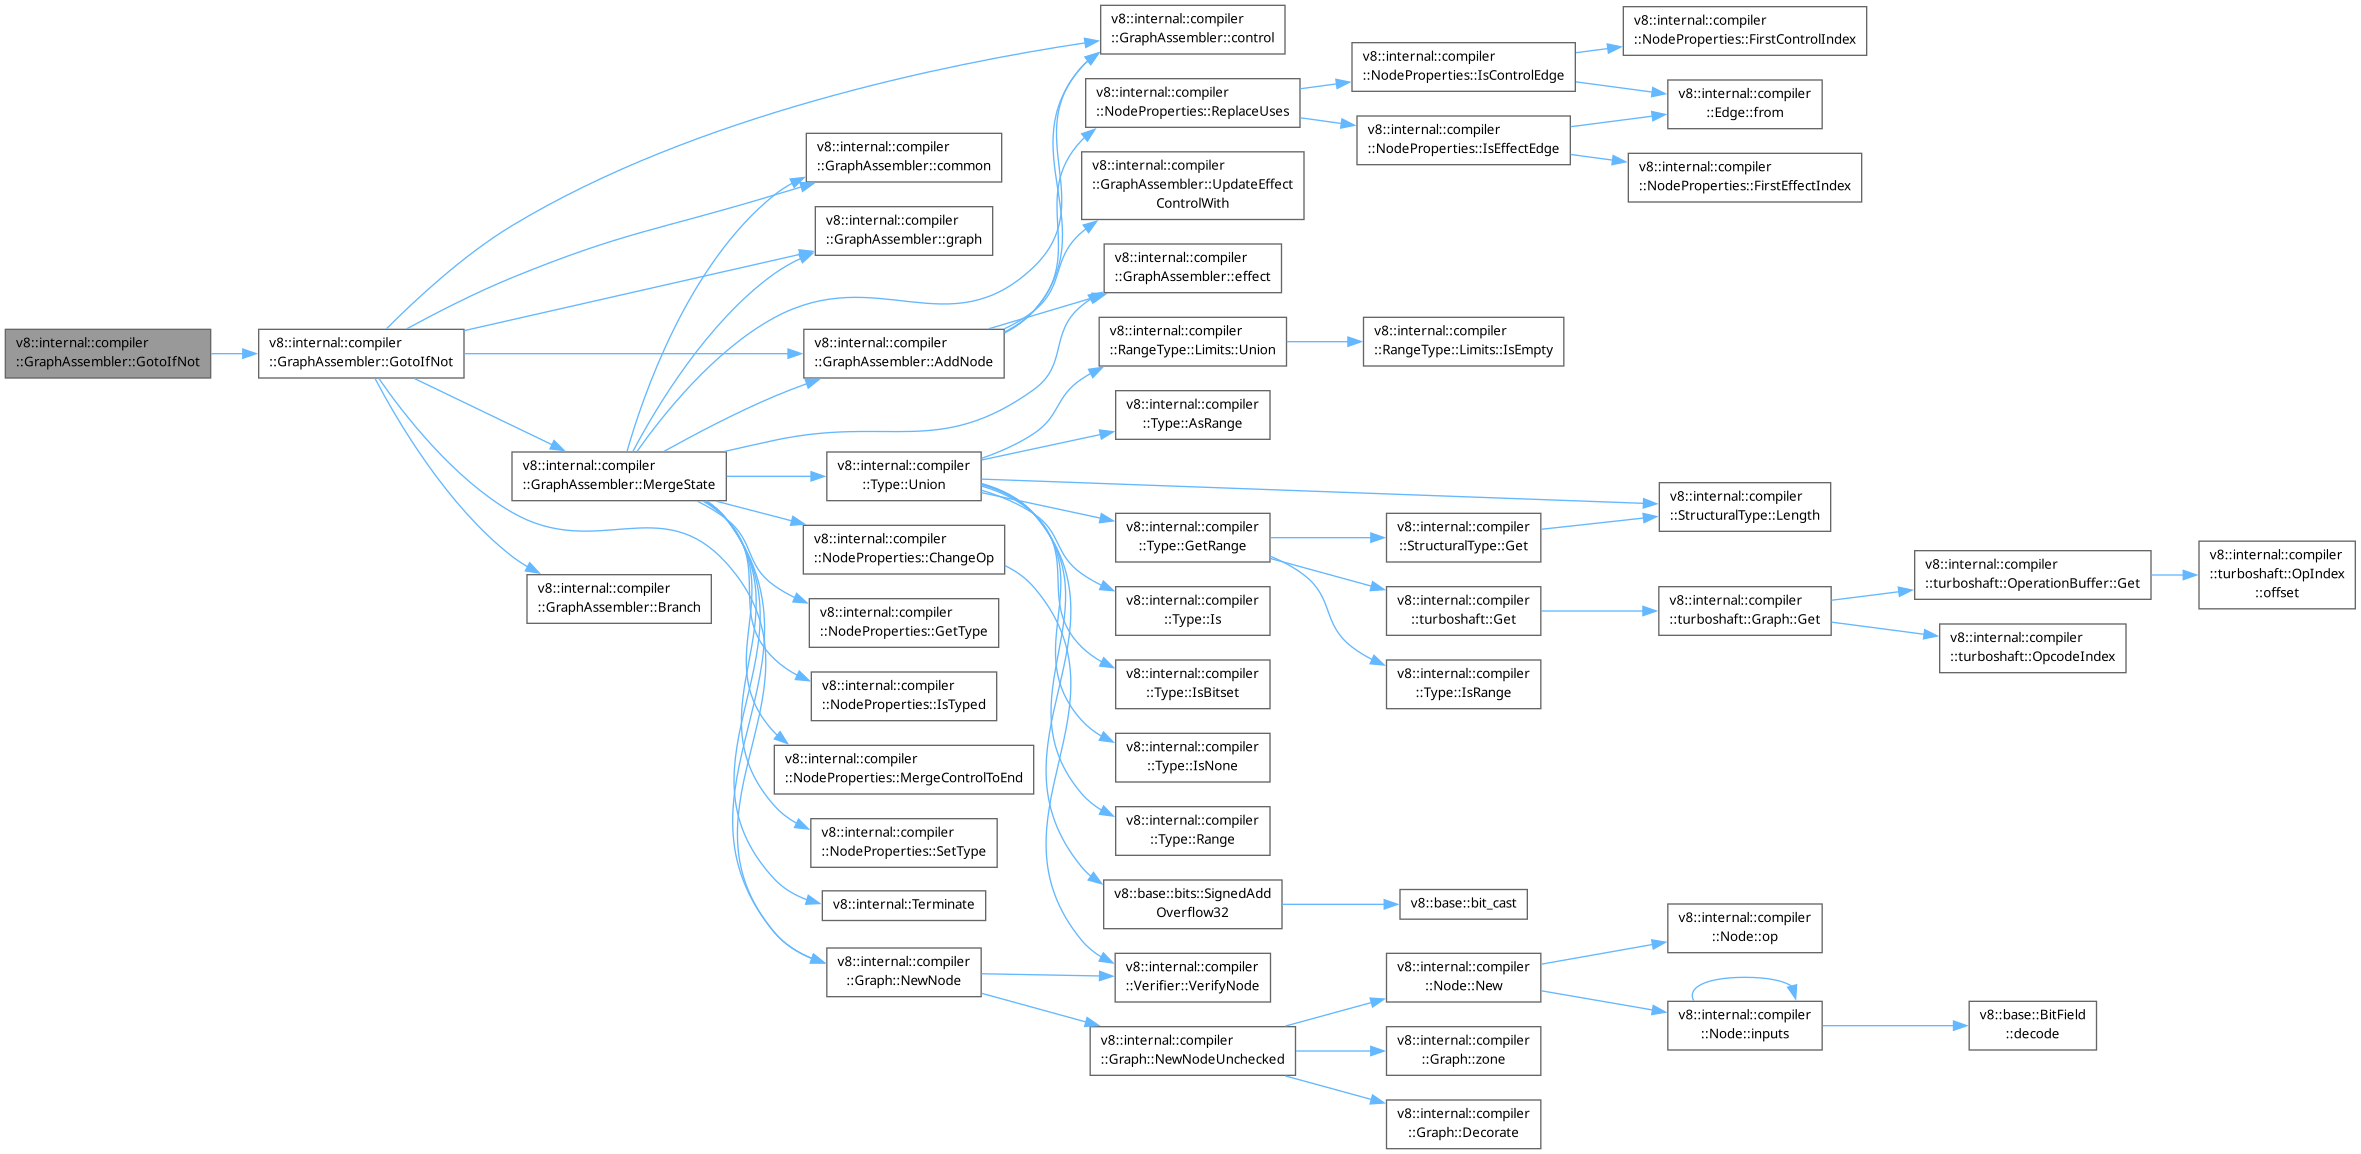 v8::internal::compiler
::GraphAssembler::GotoIfNot
v8::internal::compiler
::GraphAssembler::GotoIfNot
v8::internal::compiler
::GraphAssembler::MergeState
v8::internal::compiler
::GraphAssembler::Branch
v8::internal::compiler
::GraphAssembler::common
v8::internal::compiler
::GraphAssembler::graph
v8::internal::compiler
::GraphAssembler::AddNode
v8::internal::compiler
::Type::Union
v8::internal::compiler
::NodeProperties::ChangeOp
v8::internal::compiler
::NodeProperties::GetType
v8::internal::compiler
::NodeProperties::IsTyped
v8::internal::compiler
::NodeProperties::MergeControlToEnd
v8::internal::compiler
::NodeProperties::SetType
v8::internal::Terminate
v8::internal::compiler
::Graph::NewNode
v8::internal::compiler
::GraphAssembler::control
v8::internal::compiler
::NodeProperties::ReplaceUses
v8::internal::compiler
::GraphAssembler::UpdateEffect
ControlWith
v8::internal::compiler
::GraphAssembler::effect
v8::internal::compiler
::RangeType::Limits::Union
v8::internal::compiler
::Type::AsRange
v8::internal::compiler
::Type::GetRange
v8::internal::compiler
::Type::Is
v8::internal::compiler
::Type::IsBitset
v8::internal::compiler
::Type::IsNone
v8::internal::compiler
::Type::Range
v8::base::bits::SignedAdd
Overflow32
v8::internal::compiler
::Verifier::VerifyNode
v8::internal::compiler
::Graph::NewNodeUnchecked
v8::internal::compiler
::NodeProperties::IsControlEdge
v8::internal::compiler
::NodeProperties::IsEffectEdge
v8::internal::compiler
::RangeType::Limits::IsEmpty
v8::internal::compiler
::StructuralType::Get
v8::internal::compiler
::turboshaft::Get
v8::internal::compiler
::Type::IsRange
v8::base::bit_cast
v8::internal::compiler
::Node::New
v8::internal::compiler
::Graph::zone
v8::internal::compiler
::Graph::Decorate
v8::internal::compiler
::NodeProperties::FirstControlIndex
v8::internal::compiler
::Edge::from
v8::internal::compiler
::NodeProperties::FirstEffectIndex
v8::internal::compiler
::StructuralType::Length
v8::internal::compiler
::turboshaft::Graph::Get
v8::internal::compiler
::Node::op
v8::internal::compiler
::Node::inputs
v8::internal::compiler
::turboshaft::OperationBuffer::Get
v8::internal::compiler
::turboshaft::OpcodeIndex
v8::base::BitField
::decode
v8::internal::compiler
::turboshaft::OpIndex
::offset